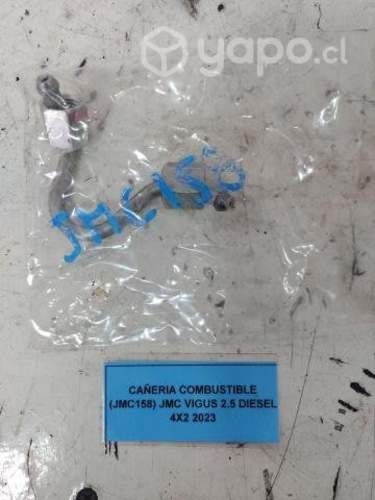 yapo.cl
JMC158
CAÑERIA COMBUSTIBLE
(JMC158) JMC VIGUS 2.5 DIESEL
4X2 2023